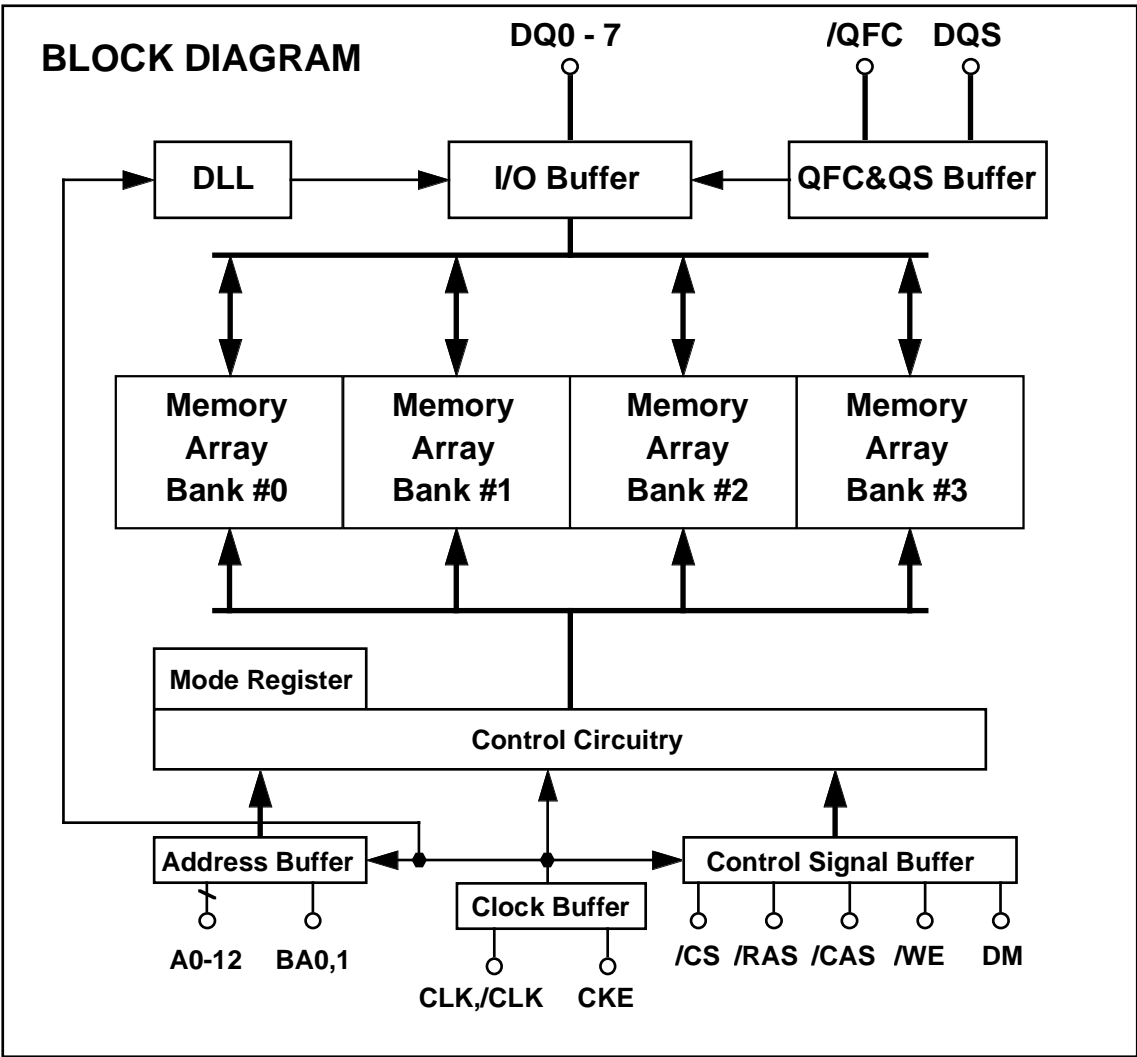 DQ0 - 7
/QFC DQS
BLOCK DIAGRAM
DLL
I/O Buffer
QFC&QS Buffer
Memory
Array
Bank #0
Memory
Array
Bank #1
Memory
Array
Bank #2
Memory
Array
Bank #3
Mode Register
Control Circuitry
Address Buffer
Control Signal Buffer
Clock Buffer
A0-12
BA0,1
CLK,/CLK
CKE
/CS
/RAS
/CAS
/WE
DM